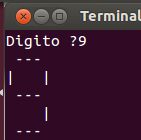 Terminal
Digito ?9
 ---
|   |
 ---
    |
 ---